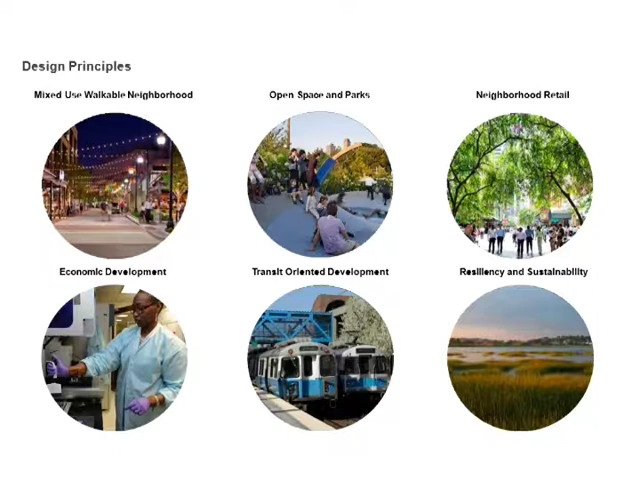 Design Principles
Mixed Use Walkable Neighborhood
Open Space and Parks
Neighborhood Retail
Economic Development
Transit Oriented Development
Resiliency and Sustainability